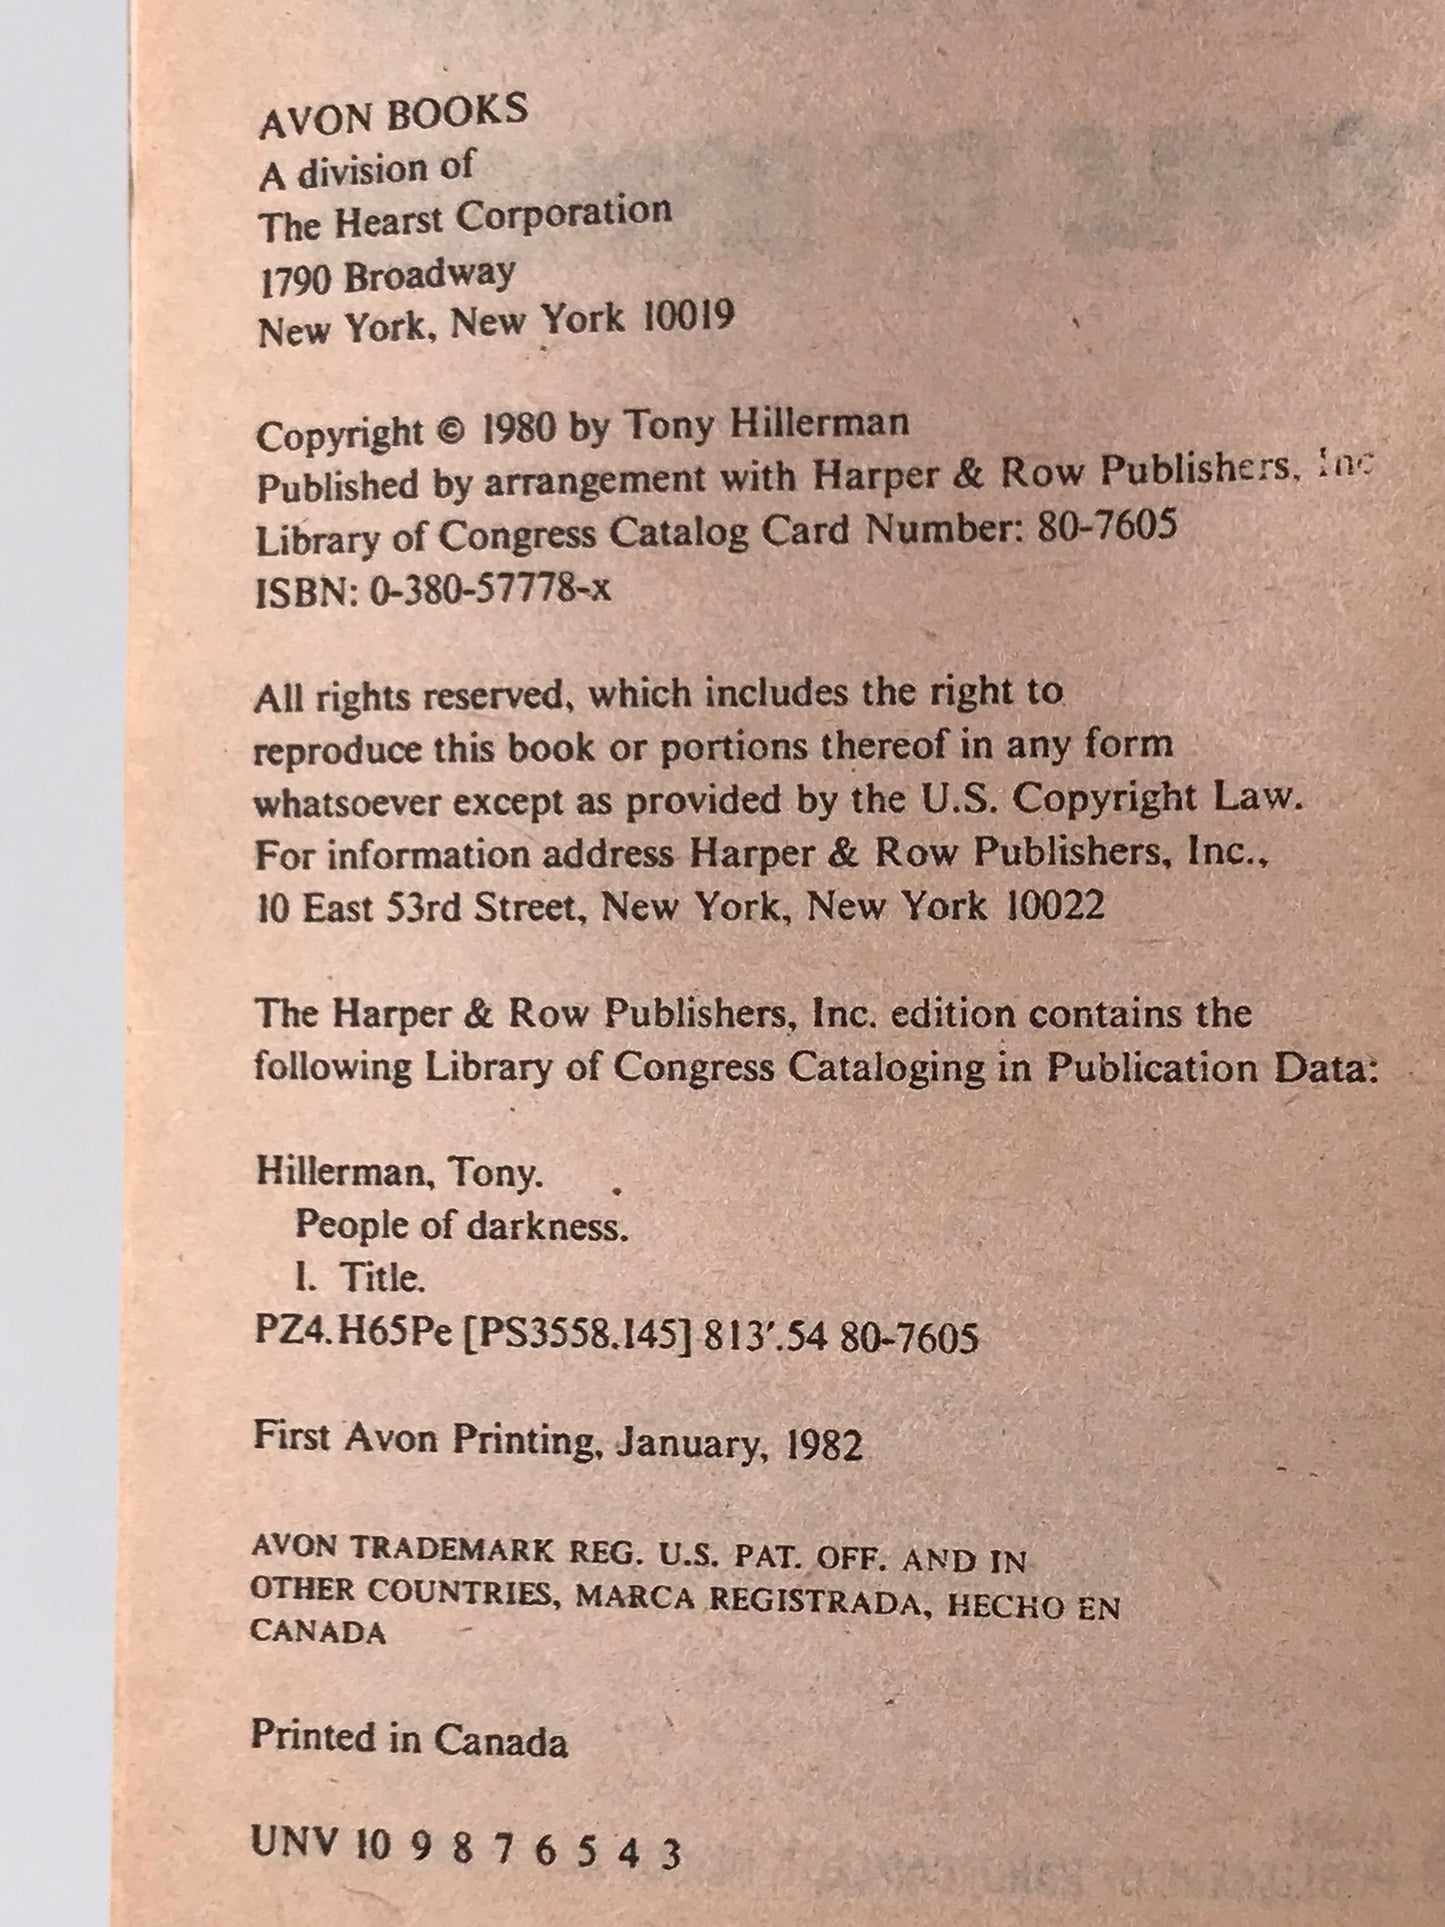 AVON BOOKS
A division of
The Hearst Corporation
1790 Broadway
New York, New York 10019
Copyright © 1980 by Tony Hillerman
Published by arrangement with Harper & Row Publishers, Inc
Library of Congress Catalog Card Number: 80-7605
ISBN: 0-380-57778-x
All rights reserved, which includes the right to
reproduce this book or portions thereof in any form
whatsoever except as provided by the U.S. Copyright Law.
For information address Harper & Row Publishers, Inc.,
10 East 53rd Street, New York, New York 10022
The Harper & Row Publishers, Inc. edition contains the
following Library of Congress Cataloging in Publication Data:
Hillerman, Tony.
People of darkness.
I. Title.
PZ4.H65Pe [PS3558.I45] 813′.54 80-7605
First Avon Printing, January, 1982
AVON TRADEMARK REG. U.S. PAT. OFF. AND IN
OTHER COUNTRIES, MARCA REGISTRADA, HECHO EN
CANADA
Printed in Canada
UNV 10 9 8 7 6 5 4 3